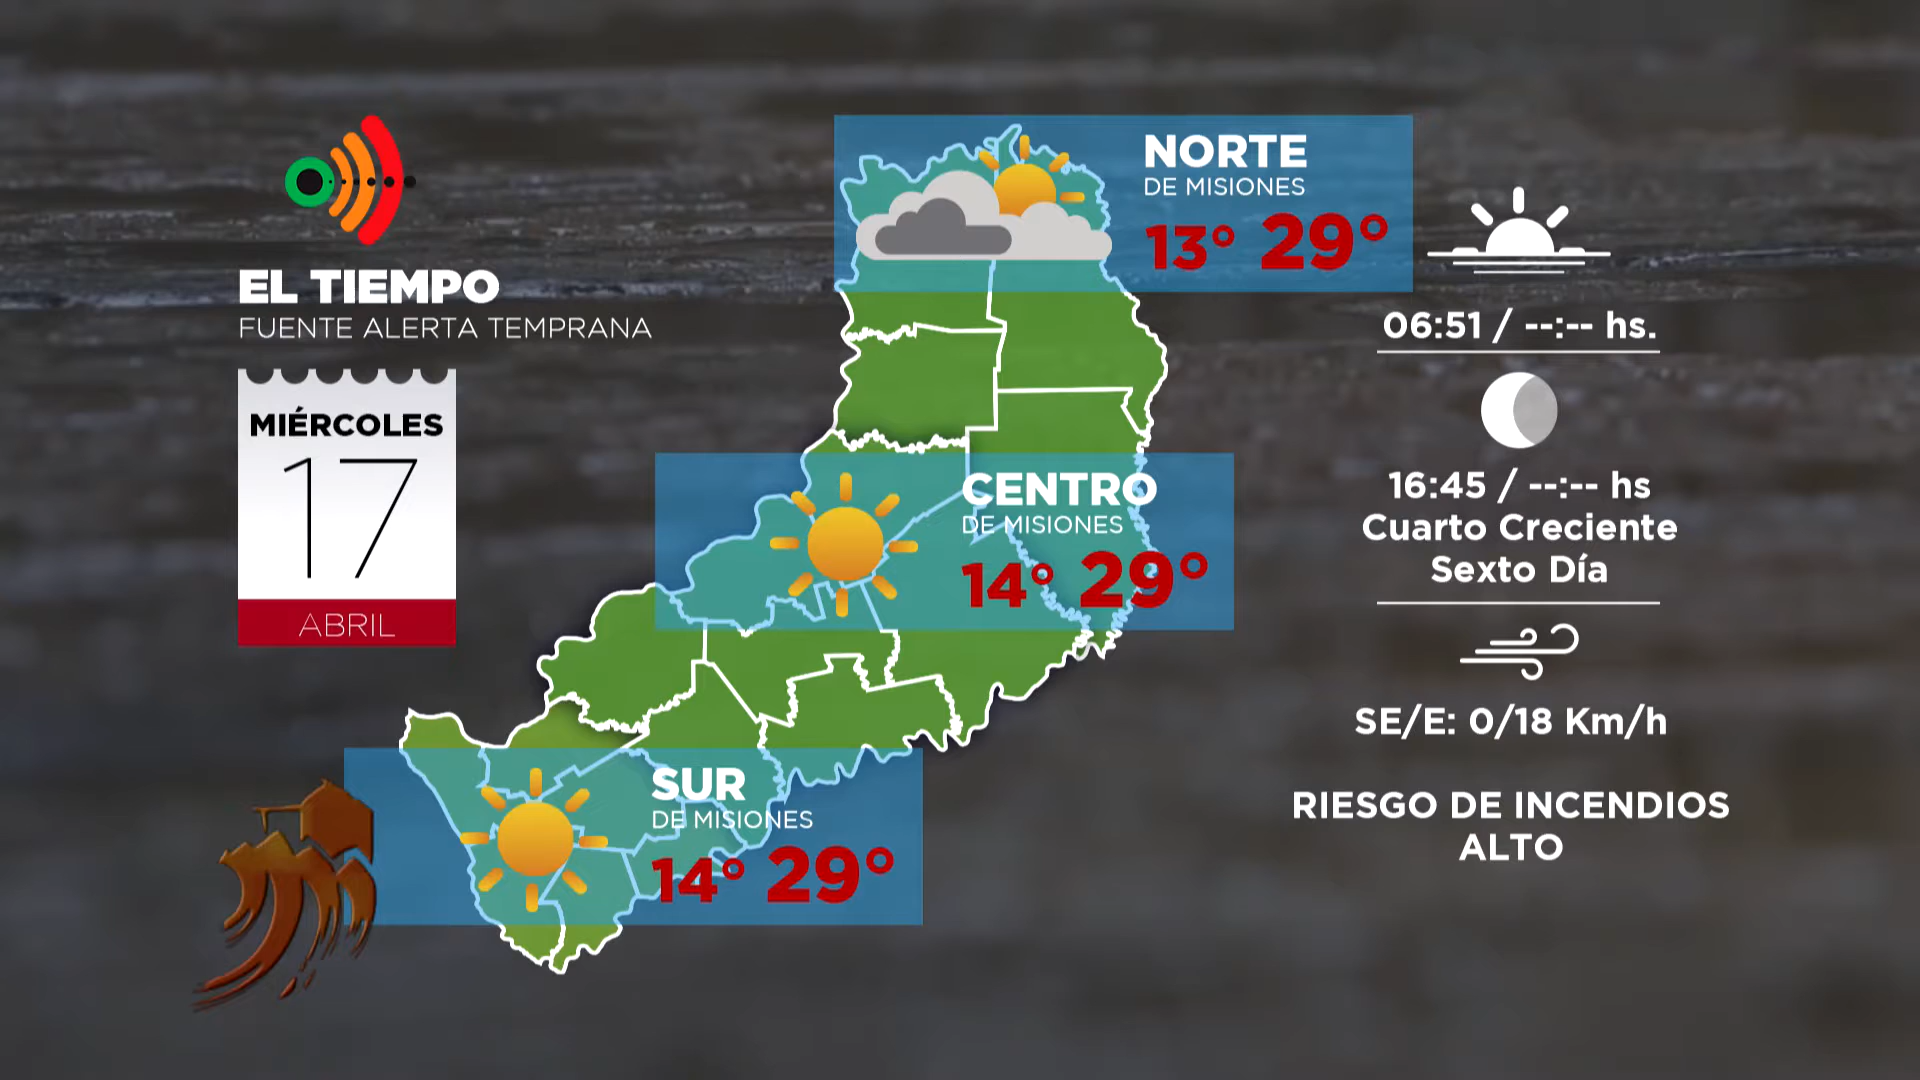 EL TIEMPO
FUENTE ALERTA TEMPRANA
MIÉRCOLES
17
ABRIL
NORTE
DE MISIONES
13° 29°
CENTRO
DE MISIONES
14° 29°
SUR
DE MISIONES
14° 29°
06:51 / --:-- hs.
16:45 / --:-- hs
Cuarto Creciente
Sexto Día
SE/E: 0/18 Km/h
RIESGO DE INCENDIOS
ALTO